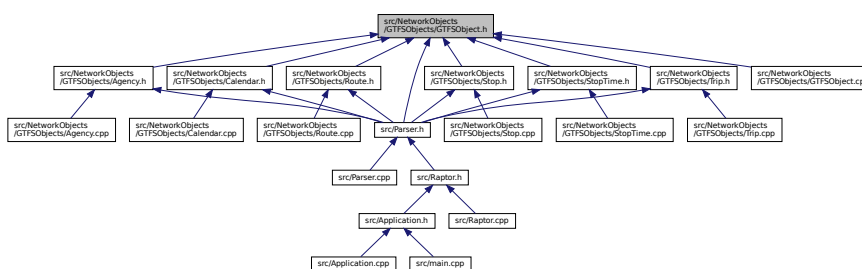 src/NetworkObjects
/GTFSObjects/GTFSObject.h
src/NetworkObjects
/GTFSObjects/Agency.h
src/NetworkObjects
/GTFSObjects/Calendar.h
src/NetworkObjects
/GTFSObjects/Route.h
src/NetworkObjects
/GTFSObjects/Stop.h
src/NetworkObjects
/GTFSObjects/StopTime.h
src/NetworkObjects
/GTFSObjects/Trip.h
src/NetworkObjects
/GTFSObjects/GTFSObject.cp
src/NetworkObjects
/GTFSObjects/Agency.cpp
src/NetworkObjects
/GTFSObjects/Calendar.cpp
src/NetworkObjects
/GTFSObjects/Route.cpp
src/Parser.h
src/NetworkObjects
/GTFSObjects/Stop.cpp
src/NetworkObjects
/GTFSObjects/StopTime.cpp
src/NetworkObjects
/GTFSObjects/Trip.cpp
src/Parser.cpp
src/Raptor.h
src/Application.h
src/Raptor.cpp
src/Application.cpp
src/main.cpp